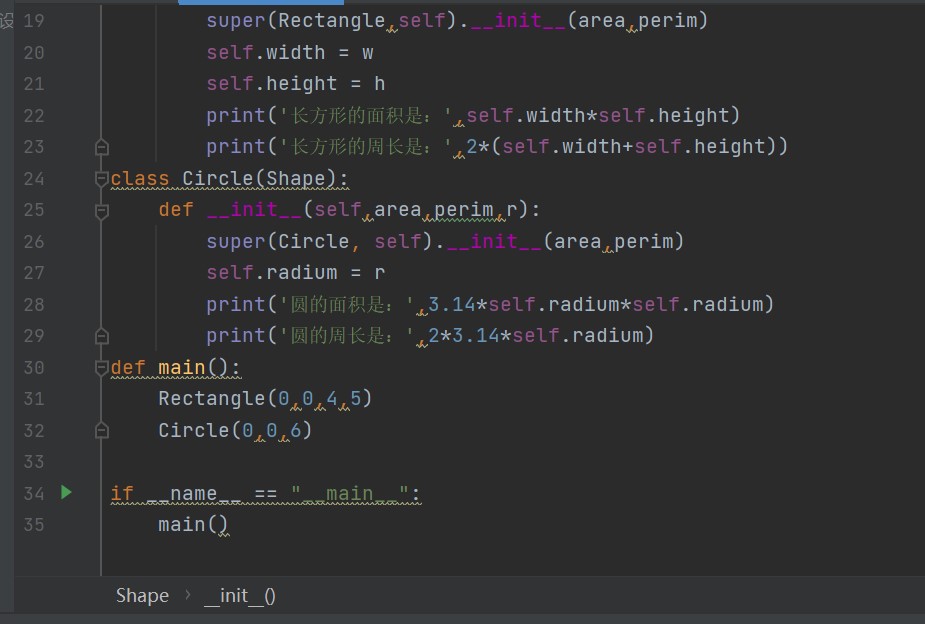 设 19 super(Rectangle,self).__init__(area,perim)
20 self.width = w
21 self.height = h
22 print('长方形的面积是：',self.width*self.height)
23 print('长方形的周长是：',2*(self.width+self.height))
24 class Circle(Shape):
25 def __init__(self,area,perim,r):
26 super(Circle, self).__init__(area,perim)
27 self.radium = r
28 print('圆的面积是：',3.14*self.radium*self.radium)
29 print('圆的周长是：',2*3.14*self.radium)
30 def main():
31 Rectangle(0,0,4,5)
32 Circle(0,0,6)
33
34 if __name__ == "__main__":
35 main()
Shape › __init__()